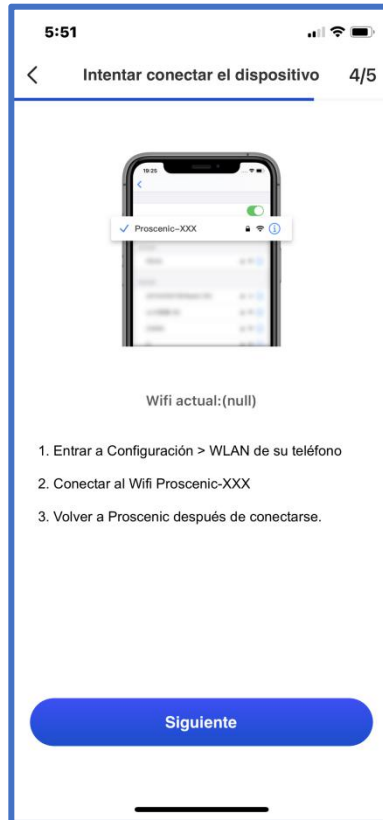 5:51
Intentar conectar el dispositivo 4/5
19:25
Proscenic-XXX
Wifi actual:(null)
1. Entrar a Configuración > WLAN de su teléfono
2. Conectar al Wifi Proscenic-XXX
3. Volver a Proscenic después de conectarse.
Siguiente